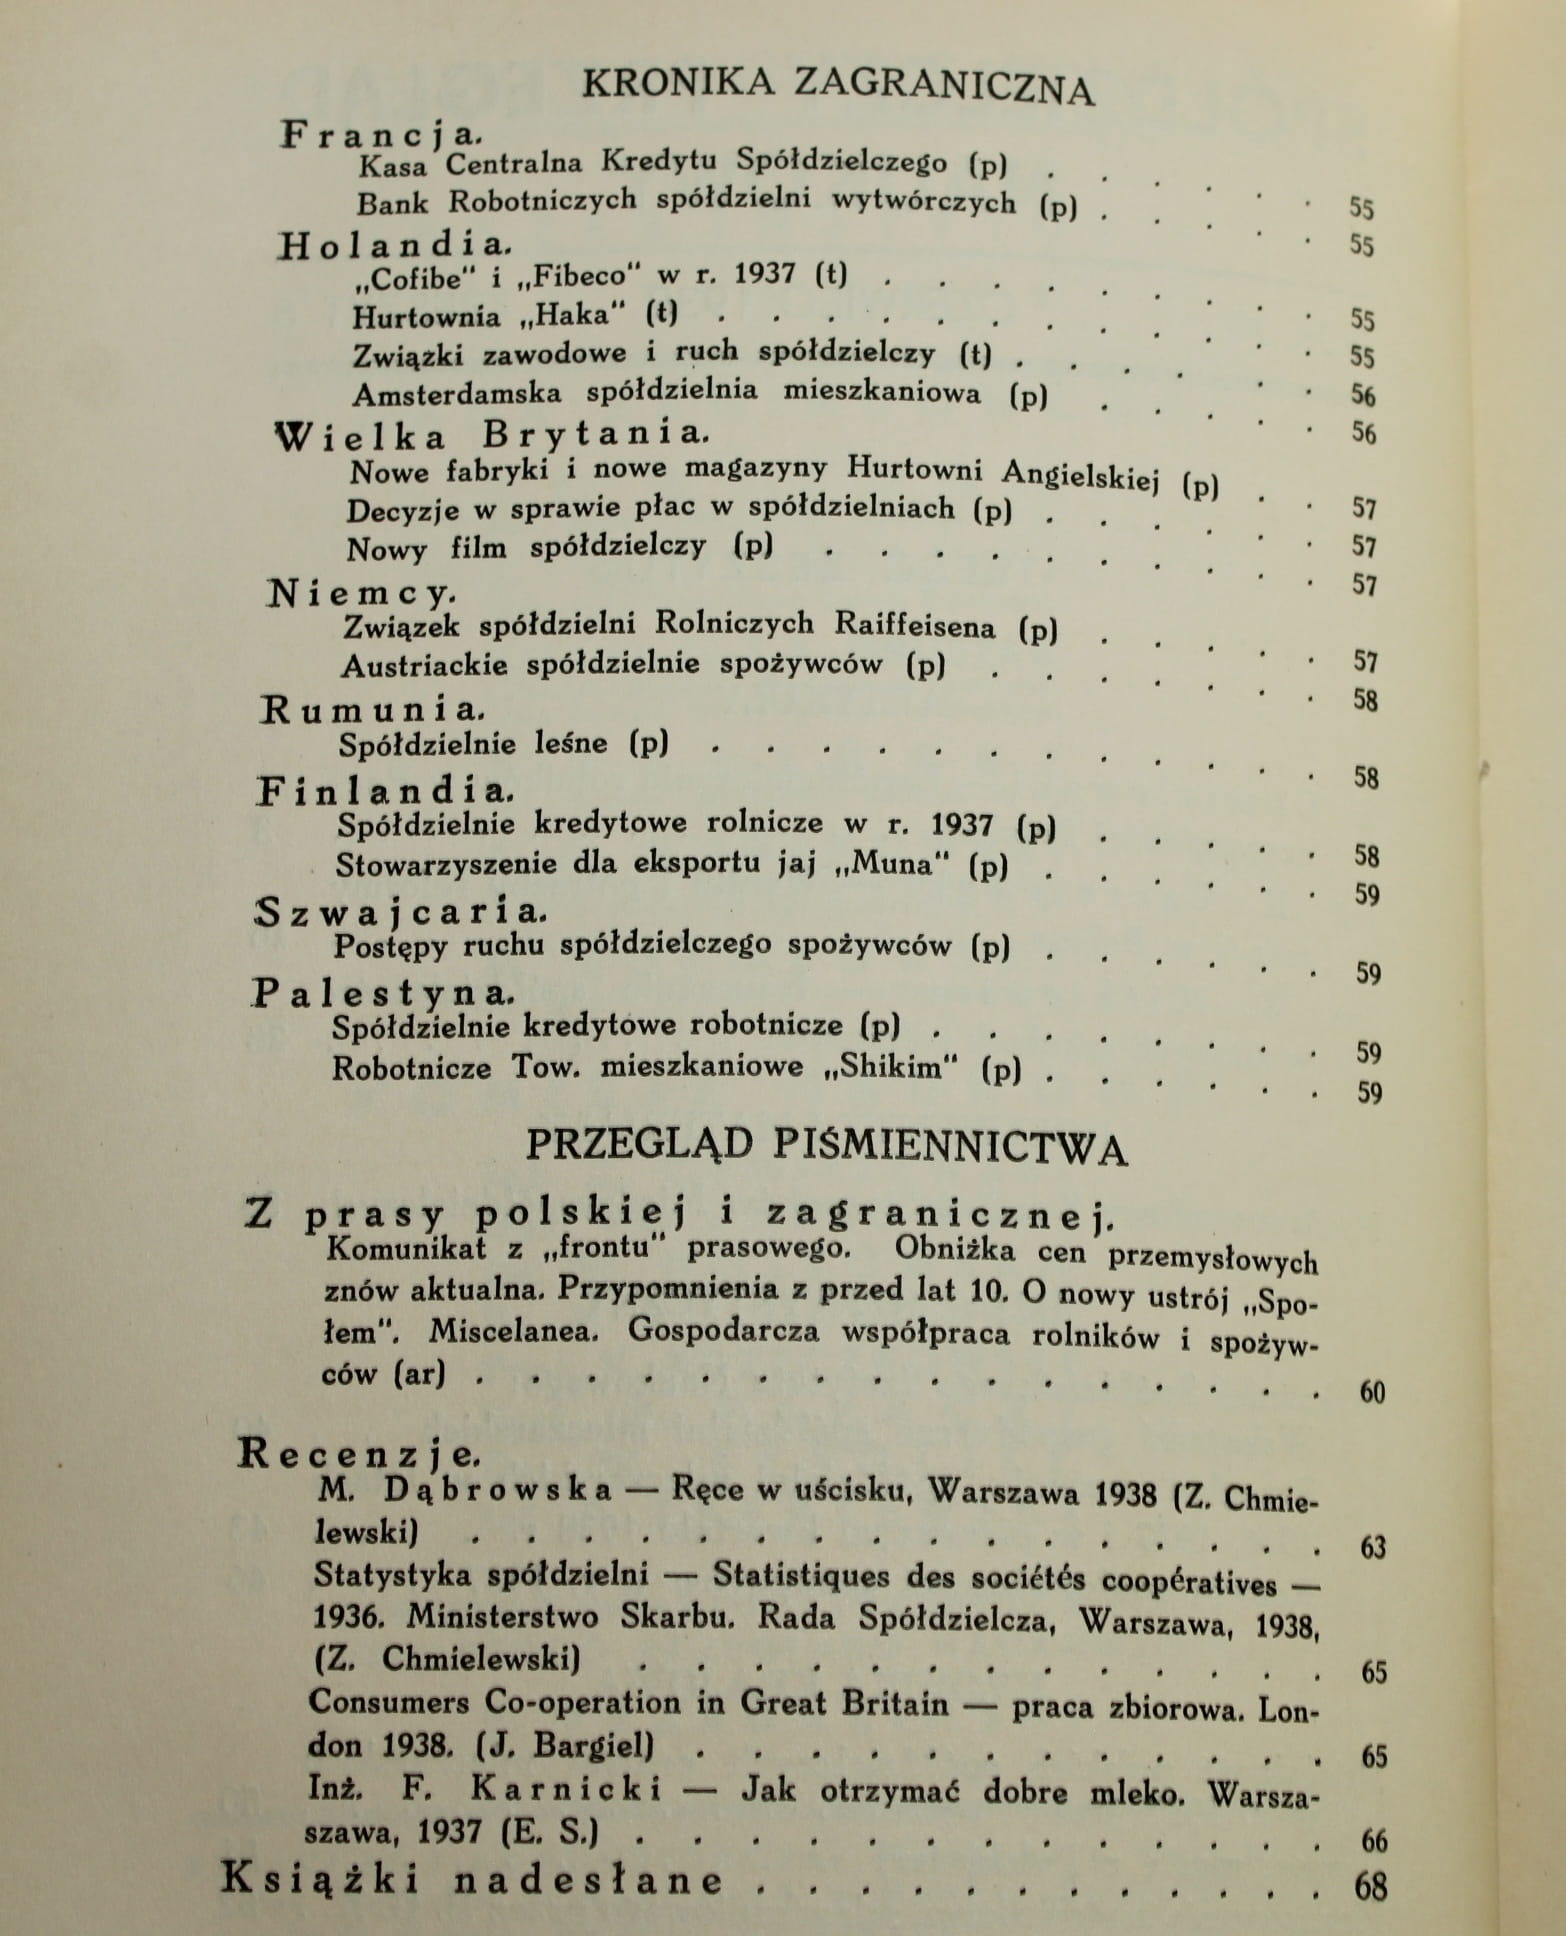 KRONIKA ZAGRANICZNA
Francja.
Kasa Centralna Kredytu Spółdzielczego (p) . . . . . . 55
Bank Robotniczych spółdzielni wytwórczych (p) . . . . . 55
Holandia.
„Cofibe" i „Fibeco" w r. 1937 (t) . . . . . . . . . 55
Hurtownia „Haka" (t) . . . . . . . . . . . . 55
Związki zawodowe i ruch spółdzielczy (t) . . . . . . 56
Amsterdamska spółdzielnia mieszkaniowa (p) . . . . . 56
Wielka Brytania.
Nowe fabryki i nowe magazyny Hurtowni Angielskiej (p) . . 57
Decyzje w sprawie płac w spółdzielniach (p) . . . . . . 57
Nowy film spółdzielczy (p) . . . . . . . . . . 57
Niemcy.
Związek spółdzielni Rolniczych Raiffeisena (p) . . . . . 57
Austriackie spółdzielnie spożywców (p) . . . . . . . 58
Rumunia.
Spółdzielnie leśne (p) . . . . . . . . . . . . 58
Finlandia.
Spółdzielnie kredytowe rolnicze w r. 1937 (p) . . . . . 58
Stowarzyszenie dla eksportu jaj „Muna" (p) . . . . . . 59
Szwajcaria.
Postępy ruchu spółdzielczego spożywców (p) . . . . . . 59
Palestyna.
Spółdzielnie kredytowe robotnicze (p) . . . . . . . . 59
Robotnicze Tow. mieszkaniowe „Shikim" (p) . . . . . . 59
PRZEGLĄD PIŚMIENNICTWA
Z prasy polskiej i zagranicznej.
Komunikat z „frontu" prasowego. Obniżka cen przemysłowych
znów aktualna. Przypomnienia z przed lat 10. O nowy ustrój „Spo-
łem". Miscelanea. Gospodarcza współpraca rolników i spożyw-
ców (ar) . . . . . . . . . . . . . . . . 60
Recenzje.
M. Dąbrowska — Ręce w uścisku, Warszawa 1938 (Z. Chmie-
lewski) . . . . . . . . . . . . . . . . 63
Statystyka spółdzielni — Statistiques des sociétés coopératives —
1936. Ministerstwo Skarbu. Rada Spółdzielcza, Warszawa, 1938,
(Z. Chmielewski) . . . . . . . . . . . . . 65
Consumers Co-operation in Great Britain — praca zbiorowa. Lon-
don 1938. (J. Bargiel) . . . . . . . . . . . . 65
Inż. F. Karnicki — Jak otrzymać dobre mleko. Warsza-
szawa, 1937 (E. S.) . . . . . . . . . . . . . 66
Książki nadesłane . . . . . . . . . . . 68